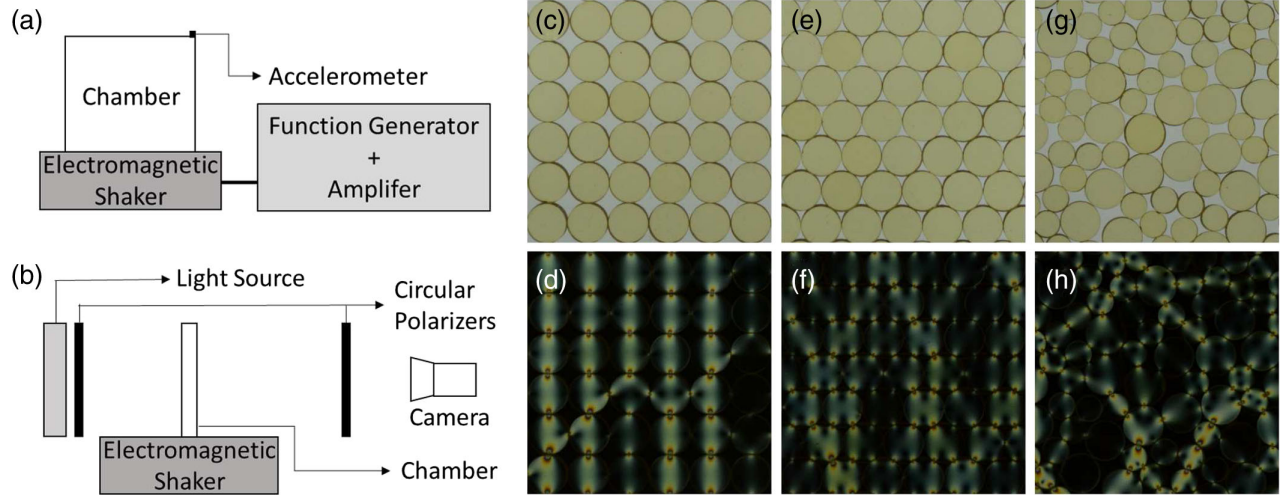 (a)
Chamber
Accelerometer
Electromagnetic
Shaker
Function Generator
+
Amplifer
(b)
Light Source
Circular
Polarizers
Camera
Electromagnetic
Shaker
Chamber
(c)
(e)
(g)
(d)
(f)
(h)